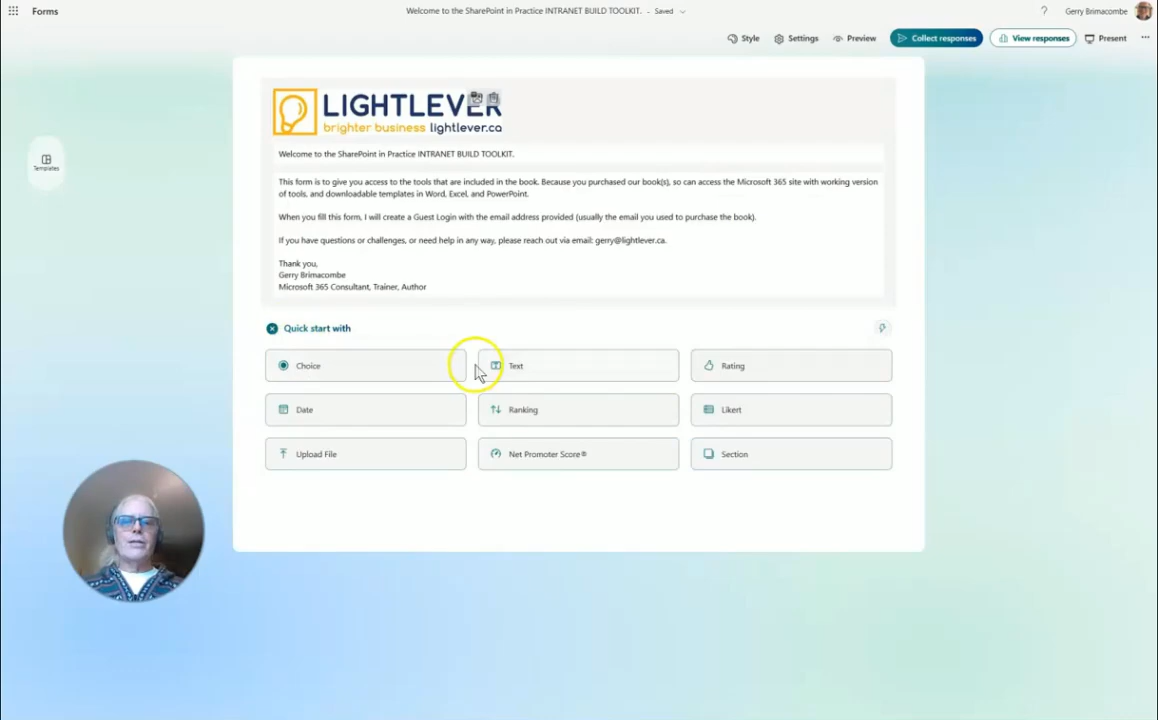 Forms
Welcome to the SharePoint in Practice INTRANET BUILD TOOLKIT. - Saved
?
Gerry Brimacombe
Style
Settings
Preview
Collect responses
View responses
Present
Templates
LIGHTLEVER
brighter business lightlever.ca
Welcome to the SharePoint in Practice INTRANET BUILD TOOLKIT.
This form is to give you access to the tools that are included in the book. Because you purchased our book(s), so can access the Microsoft 365 site with working version
of tools, and downloadable templates in Word, Excel, and PowerPoint.
When you fill this form, I will create a Guest Login with the email address provided (usually the email you used to purchase the book).
If you have questions or challenges, or need help in any way, please reach out via email: gerry@lightlever.ca.
Thank you,
Gerry Brimacombe
Microsoft 365 Consultant, Trainer, Author
Quick start with
Choice
Text
Rating
Date
Ranking
Likert
Upload File
Net Promoter Score®
Section